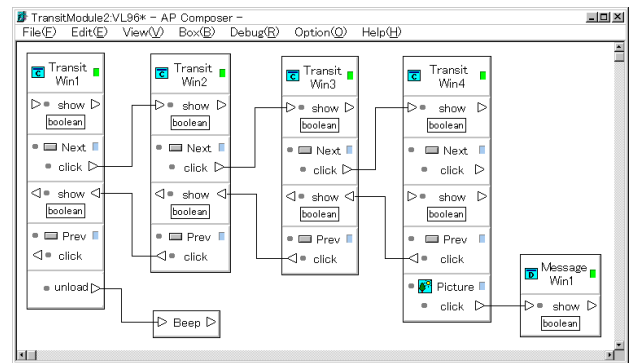 TransitModule2:VL96* - AP Composer -
File(F) Edit(E) View(V) Box(B) Debug(R) Option(O) Help(H)
C Transit
Win1
show
boolean
Next
click
show
boolean
Prev
click
unload
C Transit
Win2
show
boolean
Next
click
show
boolean
Prev
click
Beep
C Transit
Win3
show
boolean
Next
click
show
boolean
Prev
click
C Transit
Win4
show
boolean
Next
click
show
boolean
Prev
click
Picture
click
D Message
Win1
show
boolean